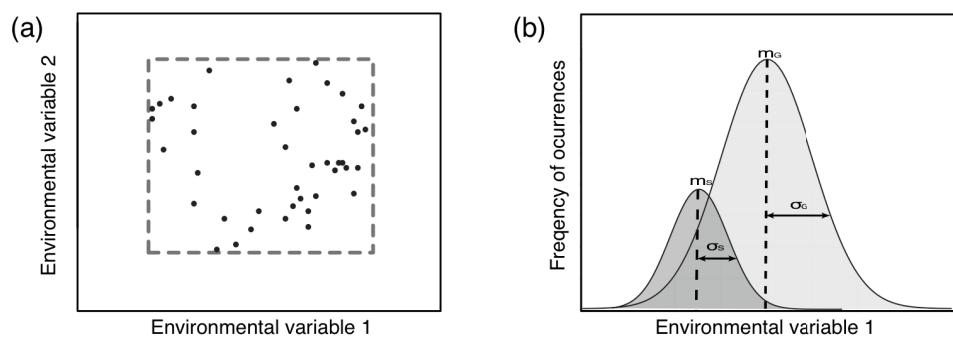 (a)
Environmental variable 2
Environmental variable 1
(b)
Freqency of ocurrences
mG
mS
σG
σS
Environmental variable 1